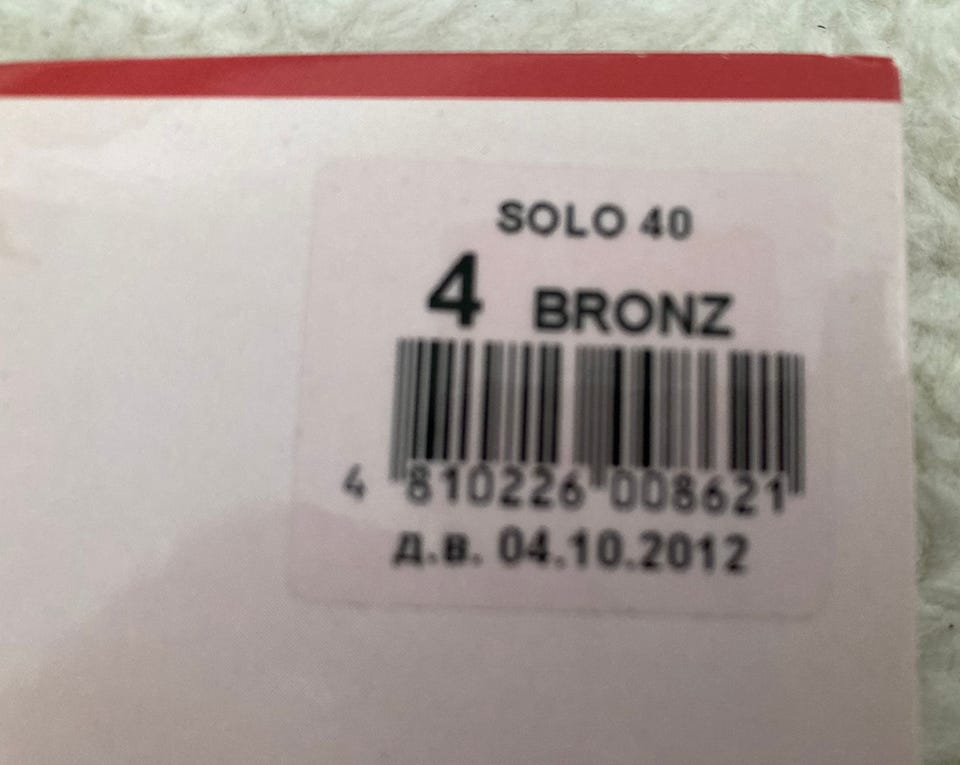 SOLO 40
4 BRONZ
4 810226 008621
д.в. 04.10.2012